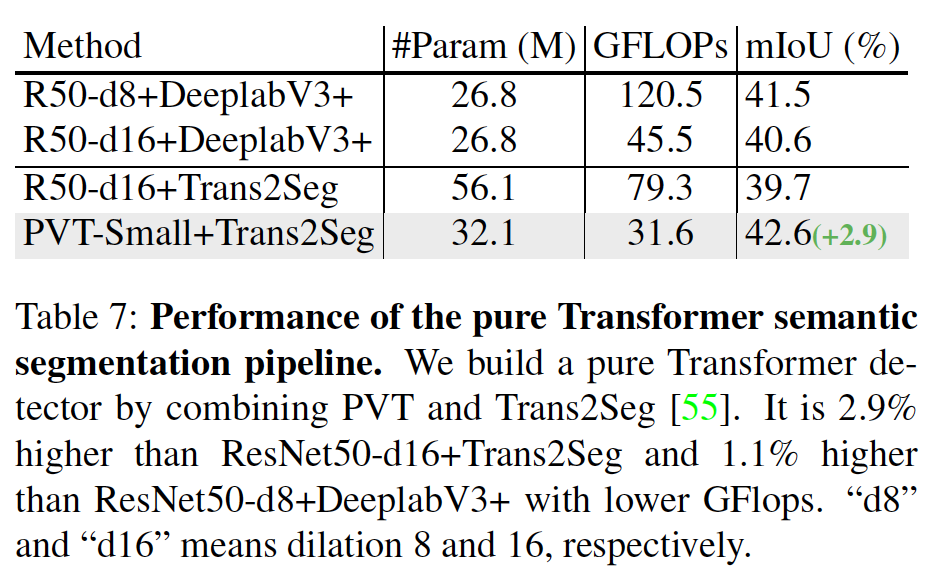 Method #Param (M) GFLOPs mIoU (%)
R50-d8+DeeplabV3+ 26.8 120.5 41.5
R50-d16+DeeplabV3+ 26.8 45.5 40.6
R50-d16+Trans2Seg 56.1 79.3 39.7
PVT-Small+Trans2Seg 32.1 31.6 42.6(+2.9)
Table 7: Performance of the pure Transformer semantic
segmentation pipeline. We build a pure Transformer de-
tector by combining PVT and Trans2Seg [55]. It is 2.9%
higher than ResNet50-d16+Trans2Seg and 1.1% higher
than ResNet50-d8+DeeplabV3+ with lower GFlops. “d8”
and “d16” means dilation 8 and 16, respectively.